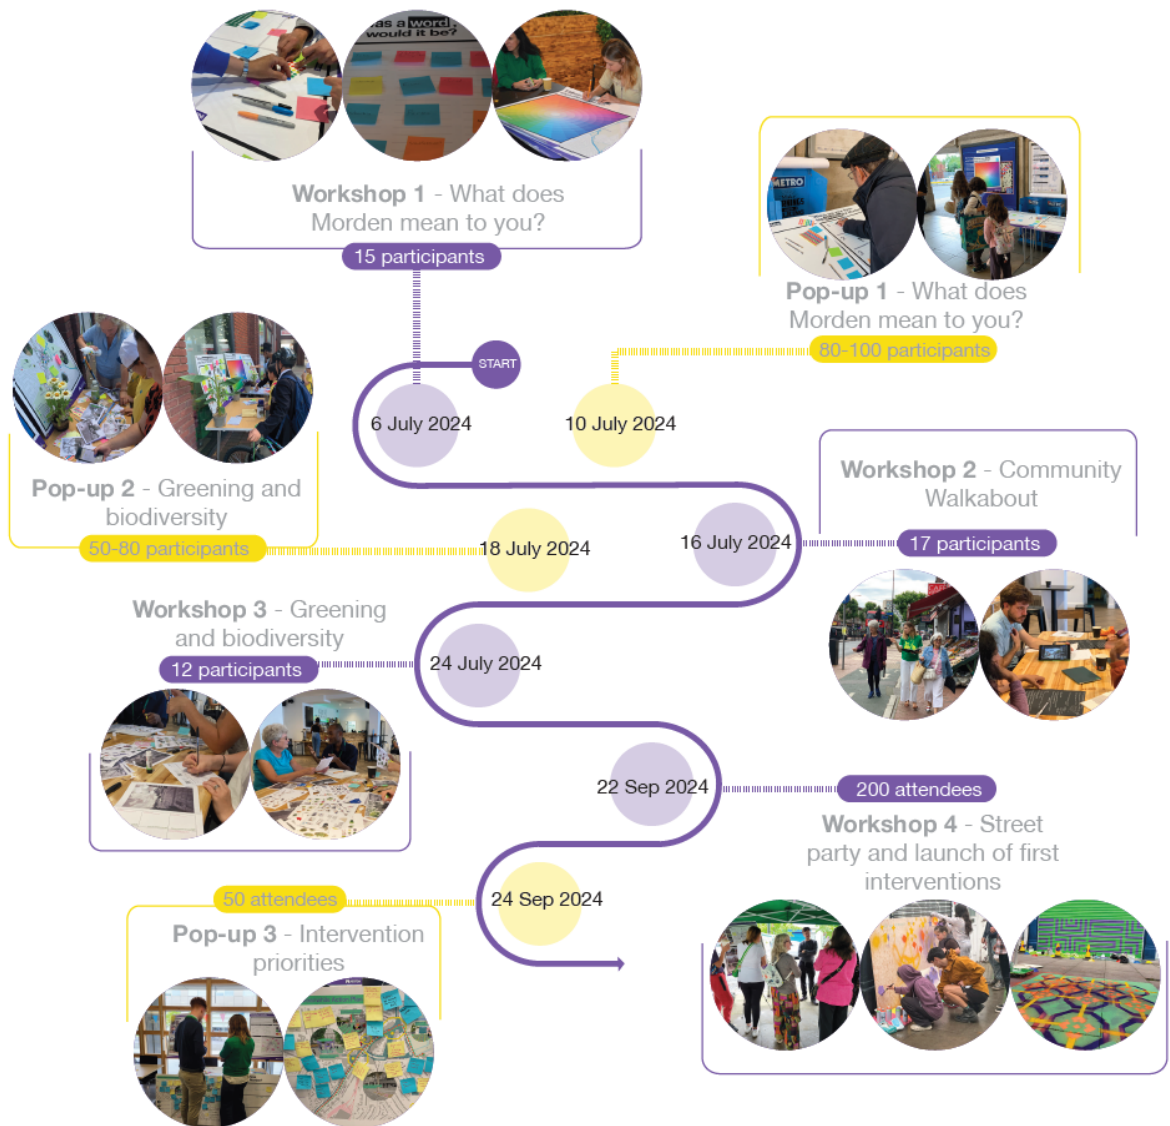 as a word,
would it be?
Workshop 1 - What does
Morden mean to you?
15 participants
METRO
Pop-up 1 - What does
Morden mean to you?
80-100 participants
START
6 July 2024
10 July 2024
Pop-up 2 - Greening and
biodiversity
50-80 participants
18 July 2024
16 July 2024
Workshop 2 - Community
Walkabout
17 participants
Workshop 3 - Greening
and biodiversity
12 participants
24 July 2024
22 Sep 2024
200 attendees
Workshop 4 - Street
party and launch of first
interventions
50 attendees
24 Sep 2024
Pop-up 3 - Intervention
priorities